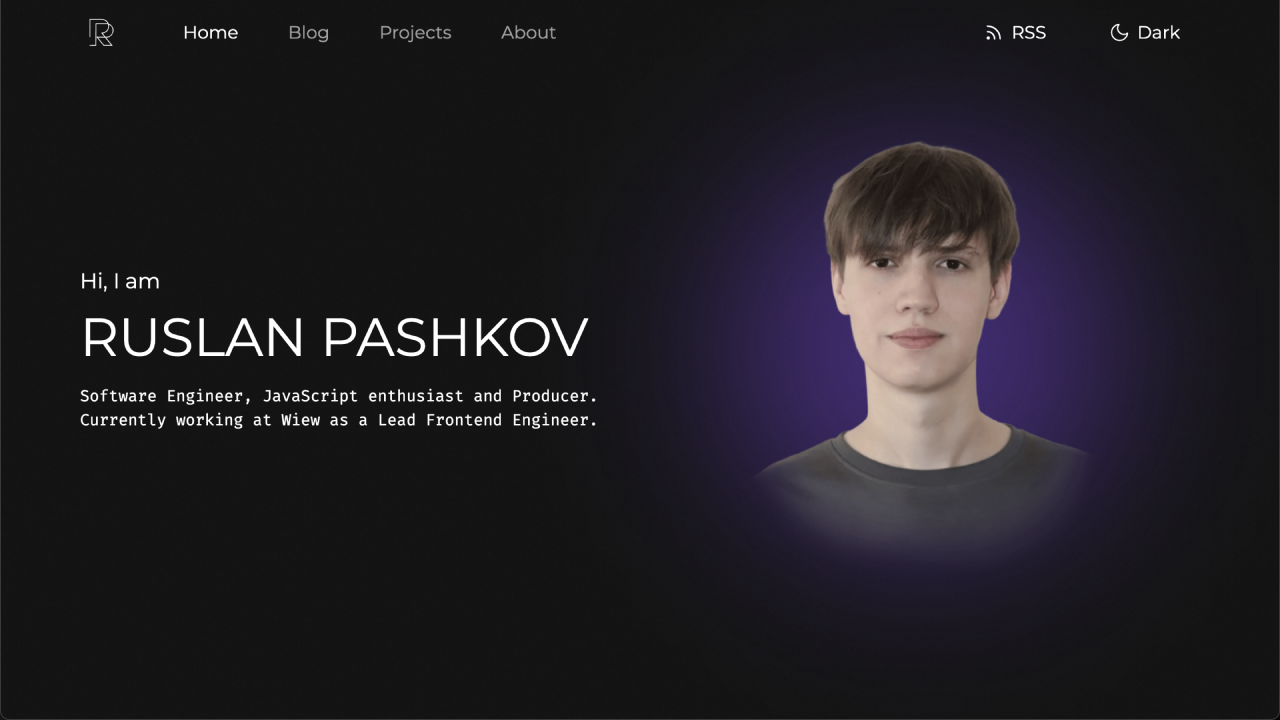 R Home Blog Projects About RSS Dark
Hi, I am
RUSLAN PASHKOV
Software Engineer, JavaScript enthusiast and Producer.
Currently working at Wiew as a Lead Frontend Engineer.